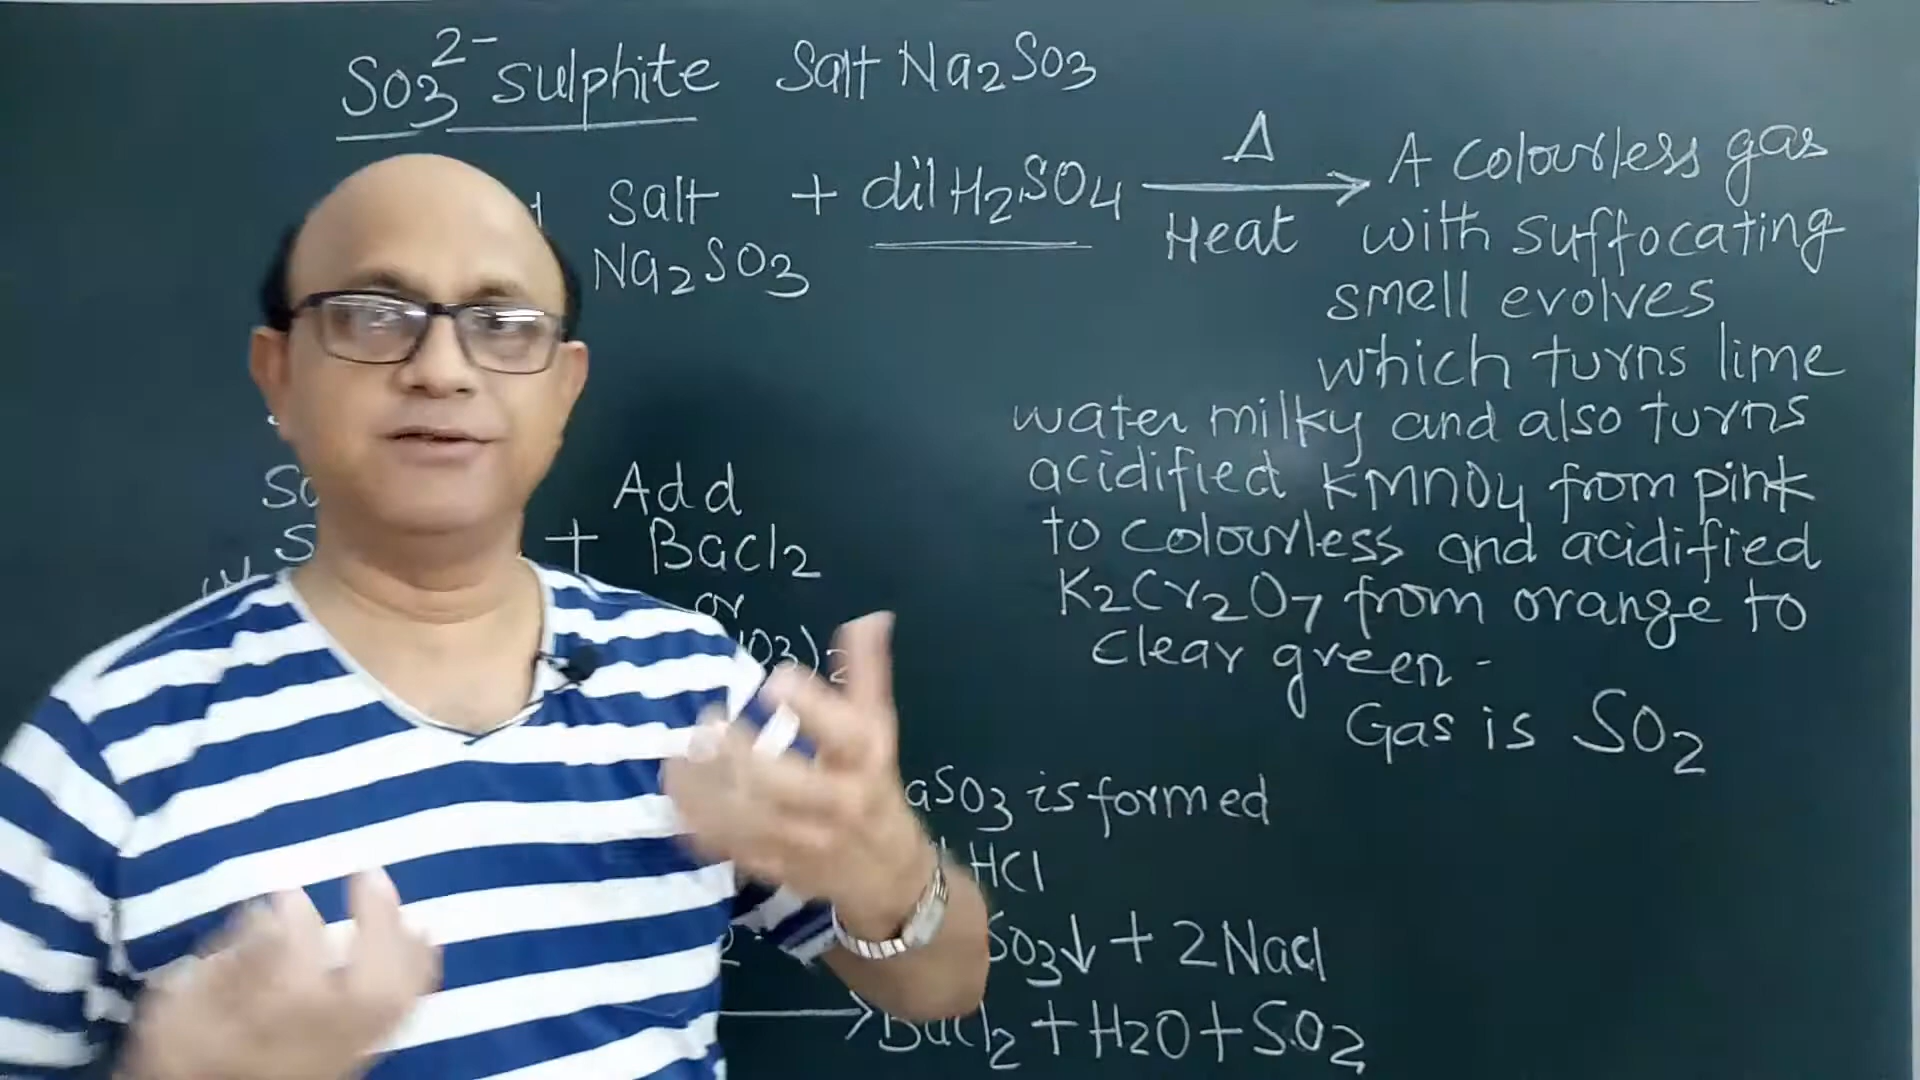 SO3 2- sulphite Salt Na2SO3
Salt + dil H2SO4
Na2SO3
Δ
Heat
A colourless gas
with suffocating
smell evolves
which turns lime
water milky and also turns
acidified KMnO4 from pink
to colourless and acidified
K2Cr2O7 from orange to
clear green -
Gas is SO2
+ Add
BaCl2
or
O3)2
aSO3 is formed
HCl
SO3↓ + 2NaCl
→ BaCl2 + H2O + SO2